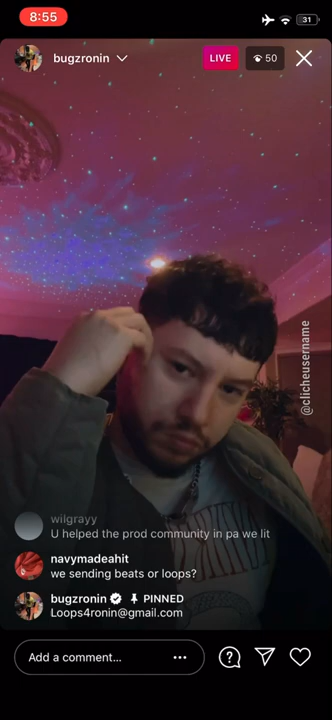 8:55
31
bugzronin
LIVE
50
@clicheusername
wilgrayy
U helped the prod community in pa we lit
navymadeahit
we sending beats or loops?
bugzronin PINNED
Loops4ronin@gmail.com
Add a comment...